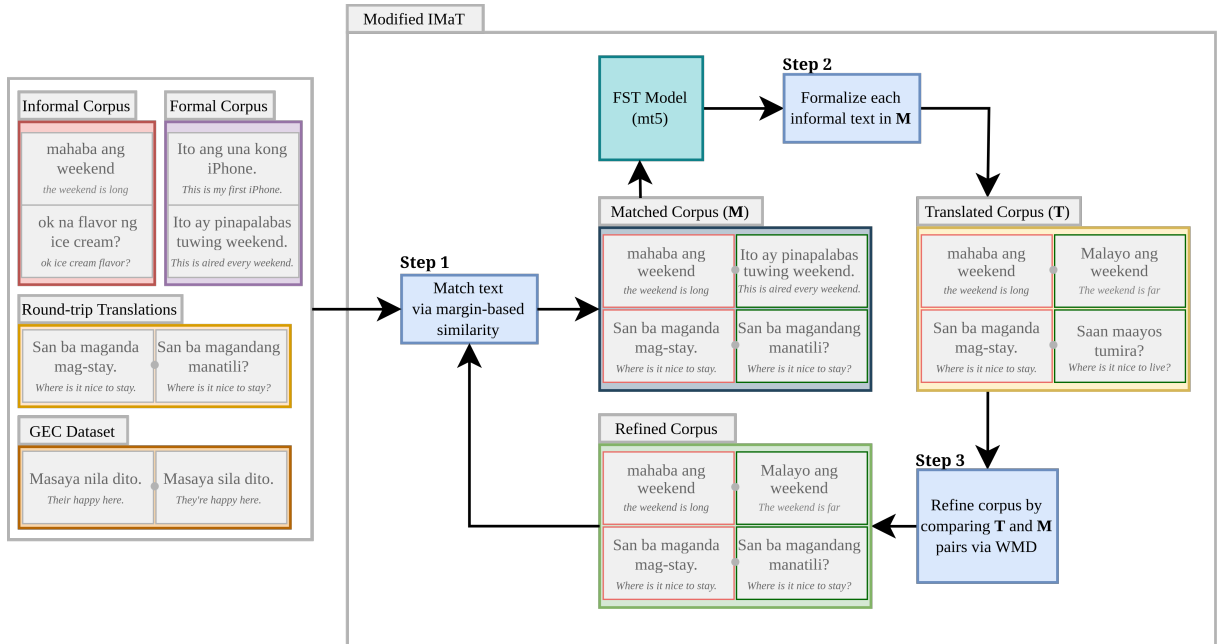 Modified IMaT
Informal Corpus
mahaba ang
weekend
the weekend is long
ok na flavor ng
ice cream?
ok ice cream flavor?
Formal Corpus
Ito ang una kong
iPhone.
This is my first iPhone.
Ito ay pinapalabas
tuwing weekend.
This is aired every weekend.
Round-trip Translations
San ba maganda
mag-stay.
Where is it nice to stay.
San ba magandang
manatili?
Where is it nice to stay?
GEC Dataset
Masaya nila dito.
Their happy here.
Masaya sila dito.
They're happy here.
Step 1
Match text
via margin-based
similarity
FST Model
(mt5)
Step 2
Formalize each
informal text in M
Matched Corpus (M)
mahaba ang
weekend
the weekend is long
Ito ay pinapalabas
tuwing weekend.
This is aired every weekend.
San ba maganda
mag-stay.
Where is it nice to stay.
San ba magandang
manatili?
Where is it nice to stay?
Translated Corpus (T)
mahaba ang
weekend
the weekend is long
Malayo ang
weekend
The weekend is far
San ba maganda
mag-stay.
Where is it nice to stay.
Saan maayos
tumira?
Where is it nice to live?
Step 3
Refine corpus by
comparing T and M
pairs via WMD
Refined Corpus
mahaba ang
weekend
the weekend is long
Malayo ang
weekend
The weekend is far
San ba maganda
mag-stay.
Where is it nice to stay.
San ba magandang
manatili?
Where is it nice to stay?